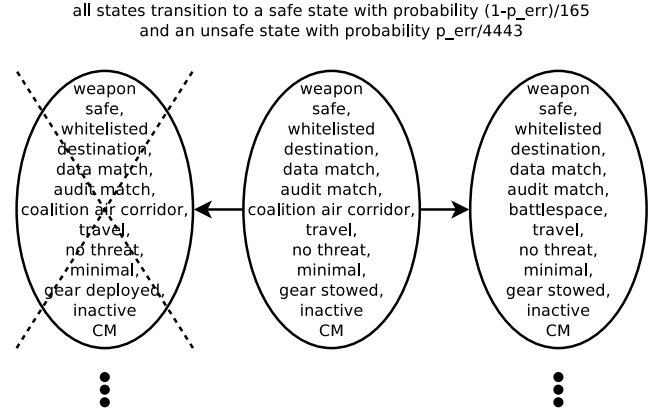 all states transition to a safe state with probability (1-p_err)/165
and an unsafe state with probability p_err/4443
weapon
safe,
whitelisted
destination,
data match,
audit match,
coalition air corridor,
travel,
no threat,
minimal,
gear deployed,
inactive
CM
weapon
safe,
whitelisted
destination,
data match,
audit match,
coalition air corridor,
travel,
no threat,
minimal,
gear stowed,
inactive
CM
weapon
safe,
whitelisted
destination,
data match,
audit match,
battlespace,
travel,
no threat,
minimal,
gear stowed,
inactive
CM